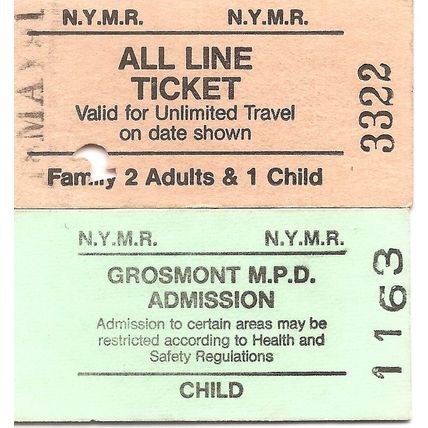 N.Y.M.R. N.Y.M.R.
ALL LINE
TICKET
Valid for Unlimited Travel
on date shown
Family 2 Adults & 1 Child
3322
N.Y.M.R. N.Y.M.R.
GROSMONT M.P.D.
ADMISSION
Admission to certain areas may be
restricted according to Health and
Safety Regulations
CHILD
1163